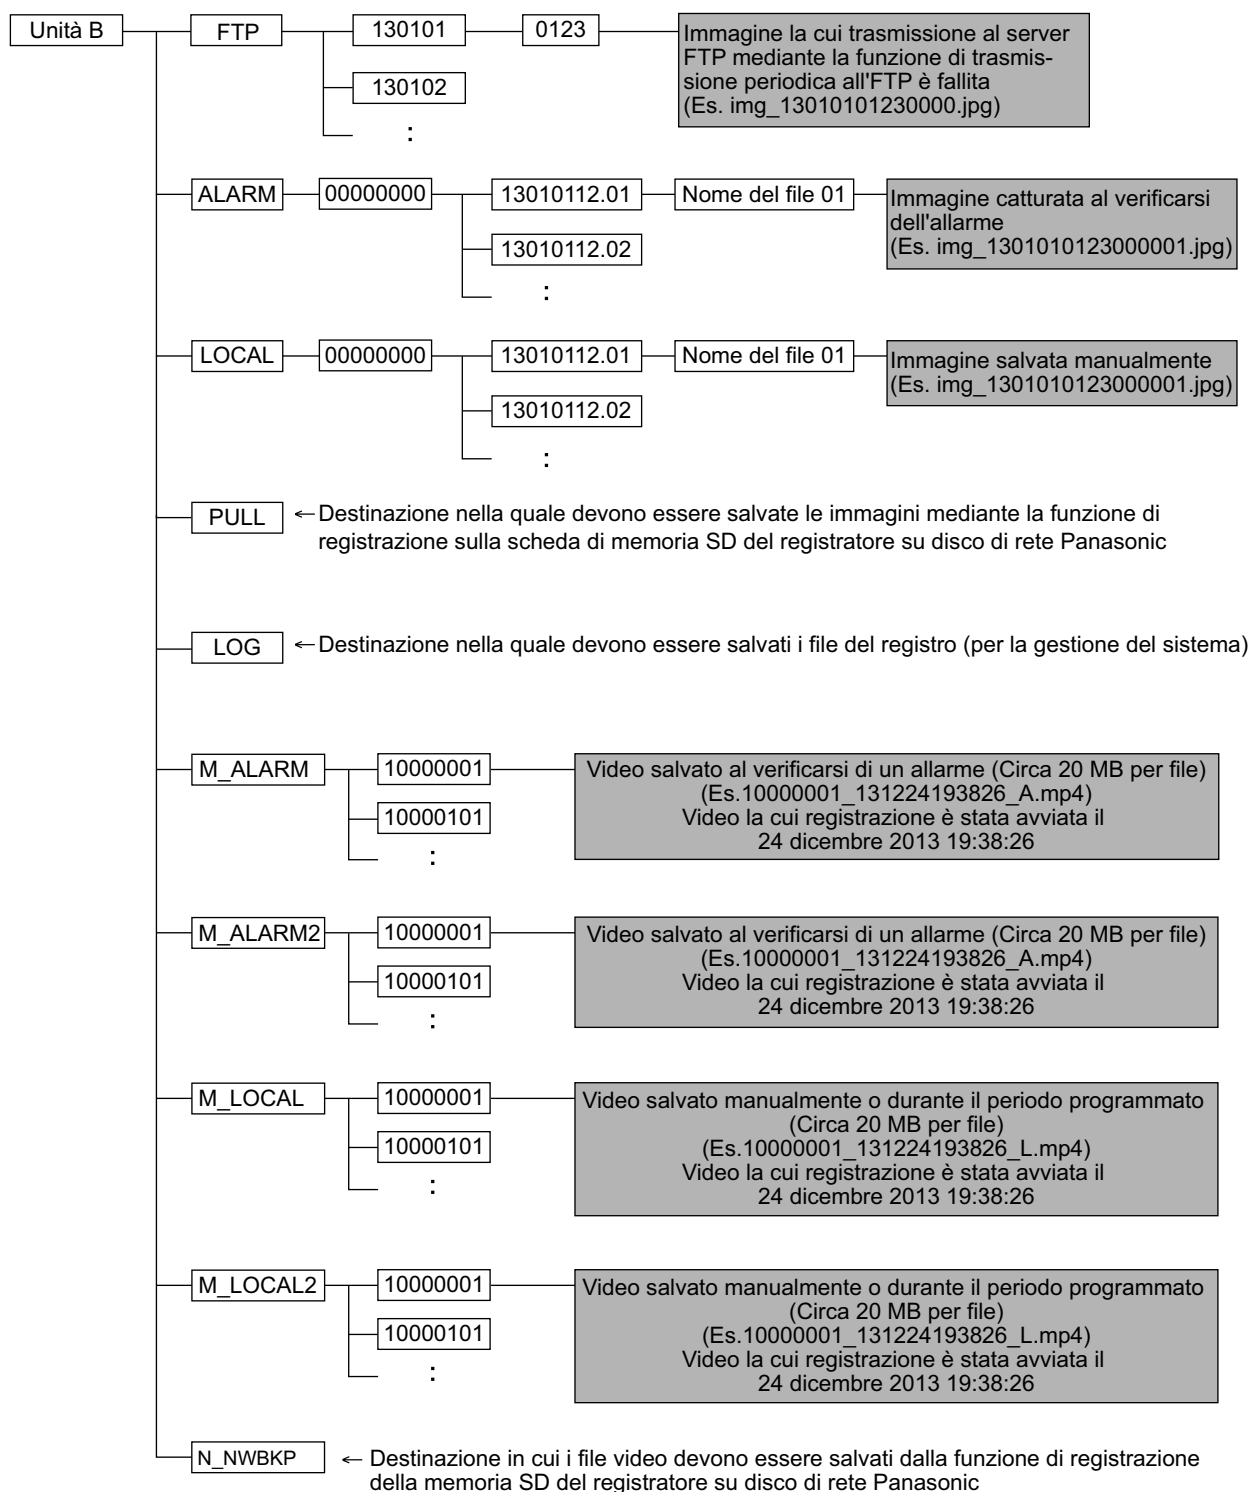 Unità B
FTP
130101
0123
Immagine la cui trasmissione al server
FTP mediante la funzione di trasmis-
sione periodica all'FTP è fallita
(Es. img_13010101230000.jpg)
130102
:
ALARM
00000000
13010112.01
Nome del file 01
Immagine catturata al verificarsi
dell'allarme
(Es. img_1301010123000001.jpg)
13010112.02
:
LOCAL
00000000
13010112.01
Nome del file 01
Immagine salvata manualmente
(Es. img_1301010123000001.jpg)
13010112.02
:
PULL
← Destinazione nella quale devono essere salvate le immagini mediante la funzione di
registrazione sulla scheda di memoria SD del registratore su disco di rete Panasonic
LOG
← Destinazione nella quale devono essere salvati i file del registro (per la gestione del sistema)
M_ALARM
10000001
Video salvato al verificarsi di un allarme (Circa 20 MB per file)
(Es.10000001_131224193826_A.mp4)
Video la cui registrazione è stata avviata il
24 dicembre 2013 19:38:26
10000101
:
M_ALARM2
10000001
Video salvato al verificarsi di un allarme (Circa 20 MB per file)
(Es.10000001_131224193826_A.mp4)
Video la cui registrazione è stata avviata il
24 dicembre 2013 19:38:26
10000101
:
M_LOCAL
10000001
Video salvato manualmente o durante il periodo programmato
(Circa 20 MB per file)
(Es.10000001_131224193826_L.mp4)
Video la cui registrazione è stata avviata il
24 dicembre 2013 19:38:26
10000101
:
M_LOCAL2
10000001
Video salvato manualmente o durante il periodo programmato
(Circa 20 MB per file)
(Es.10000001_131224193826_L.mp4)
Video la cui registrazione è stata avviata il
24 dicembre 2013 19:38:26
10000101
:
N_NWBKP
← Destinazione in cui i file video devono essere salvati dalla funzione di registrazione
della memoria SD del registratore su disco di rete Panasonic